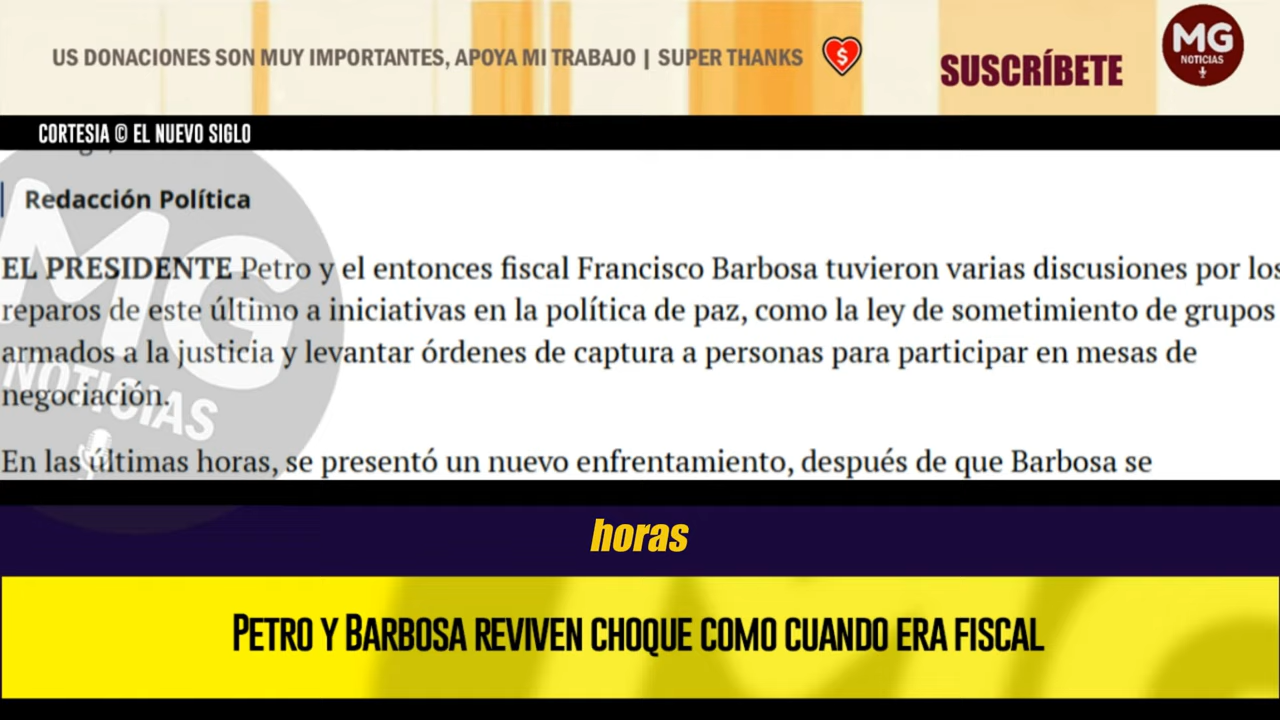 US DONACIONES SON MUY IMPORTANTES, APOYA MI TRABAJO | SUPER THANKS
SUSCRÍBETE
MG
NOTICIAS
CORTESIA © EL NUEVO SIGLO
Redacción Política
EL PRESIDENTE Petro y el entonces fiscal Francisco Barbosa tuvieron varias discusiones por los
reparos de este último a iniciativas en la política de paz, como la ley de sometimiento de grupos
armados a la justicia y levantar órdenes de captura a personas para participar en mesas de
negociación.
En las últimas horas, se presentó un nuevo enfrentamiento, después de que Barbosa se
MG
NOTICIAS
horas
PETRO Y BARBOSA REVIVEN CHOQUE COMO CUANDO ERA FISCAL